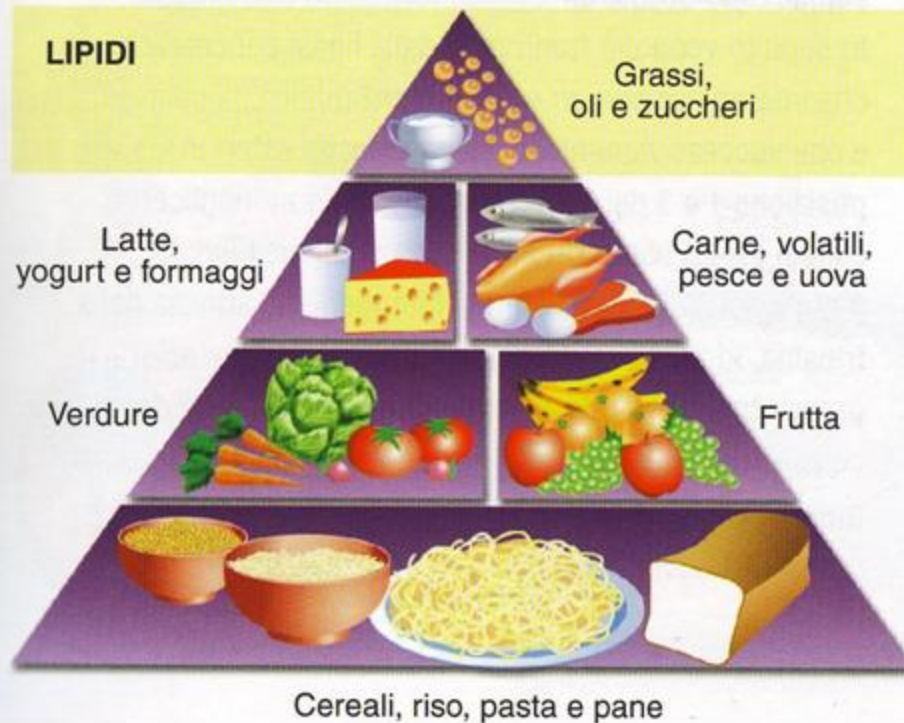 LIPIDI
Grassi,
oli e zuccheri
Latte,
yogurt e formaggi
Carne, volatili,
pesce e uova
Verdure
Frutta
Cereali, riso, pasta e pane